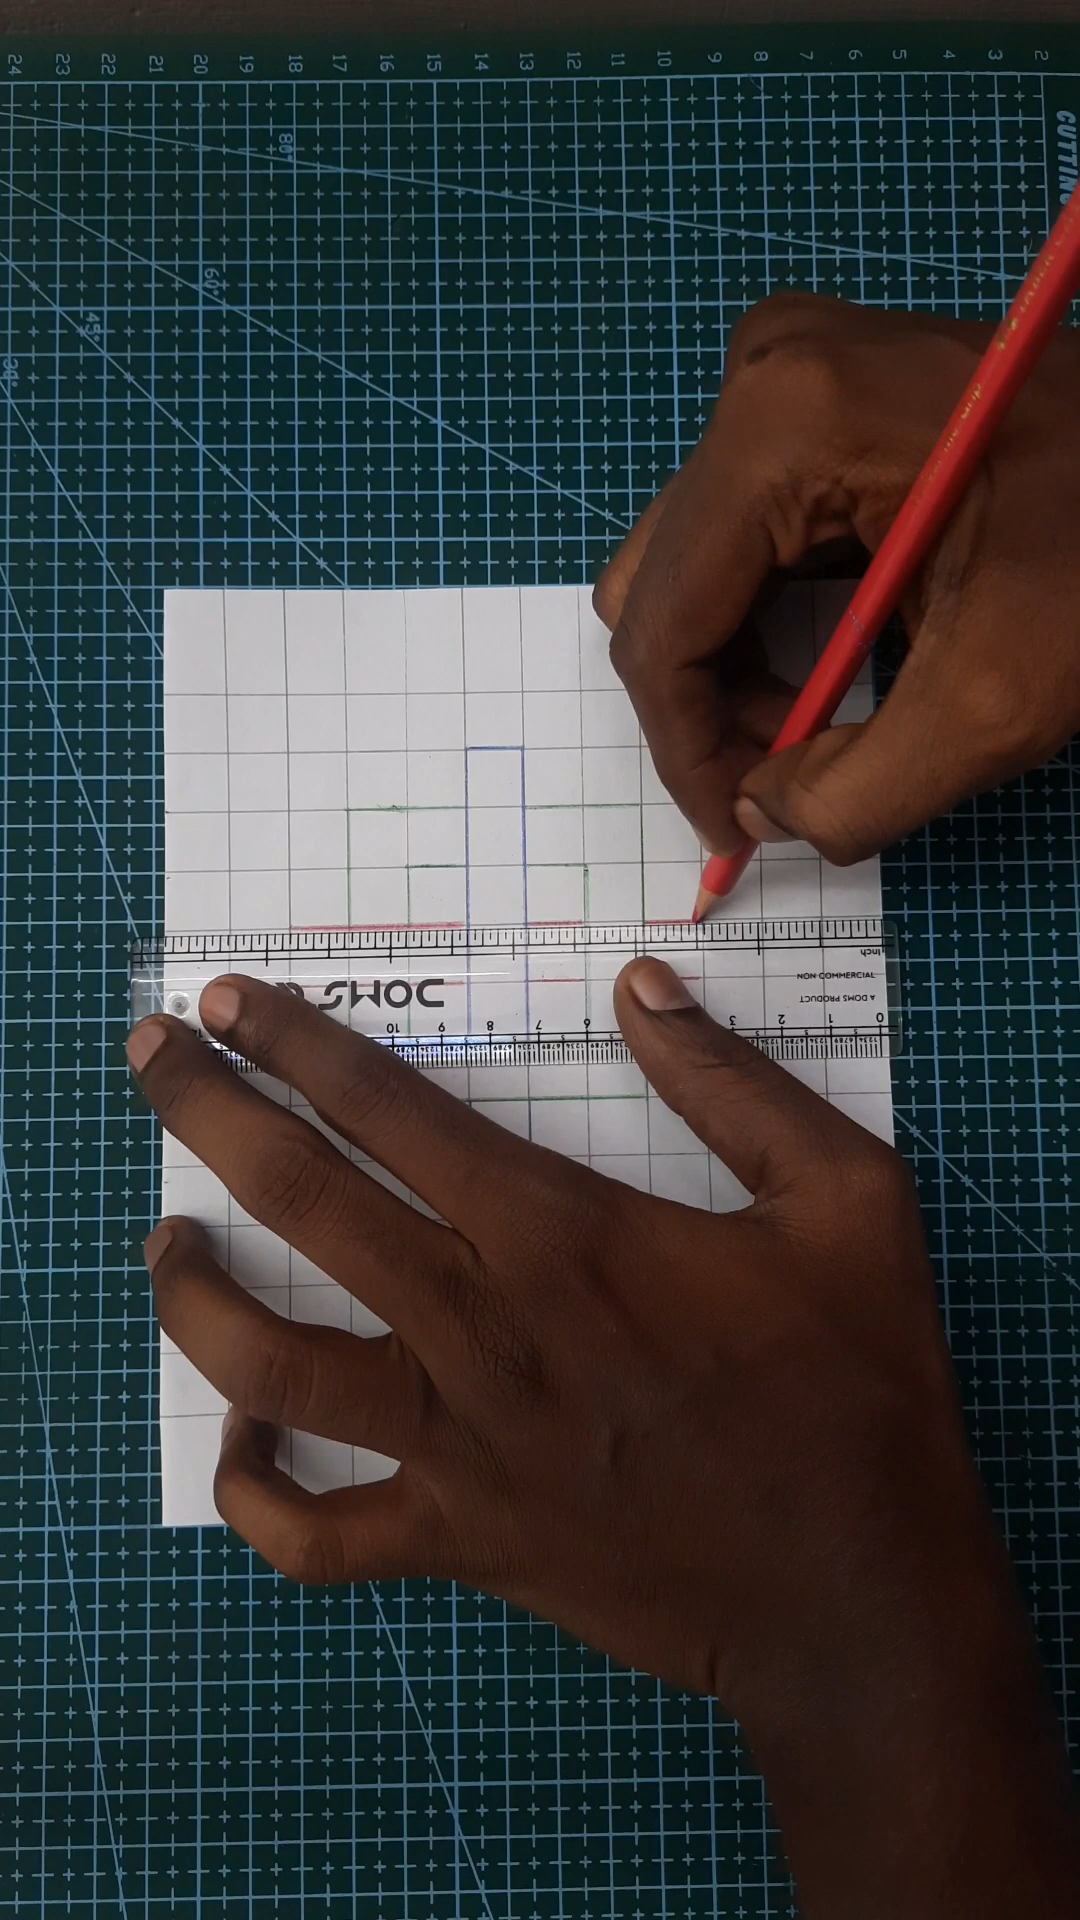 24 23 22 21 20 19 18 17 16 15 14 13 12 11 10 9 8 7 6 5 4 3 2
CUTTING
80°
60°
45°
30°
DOMS
Inch
NON COMMERCIAL
A DOMS PRODUCT
10 9 8 7 6 3 2 1 0